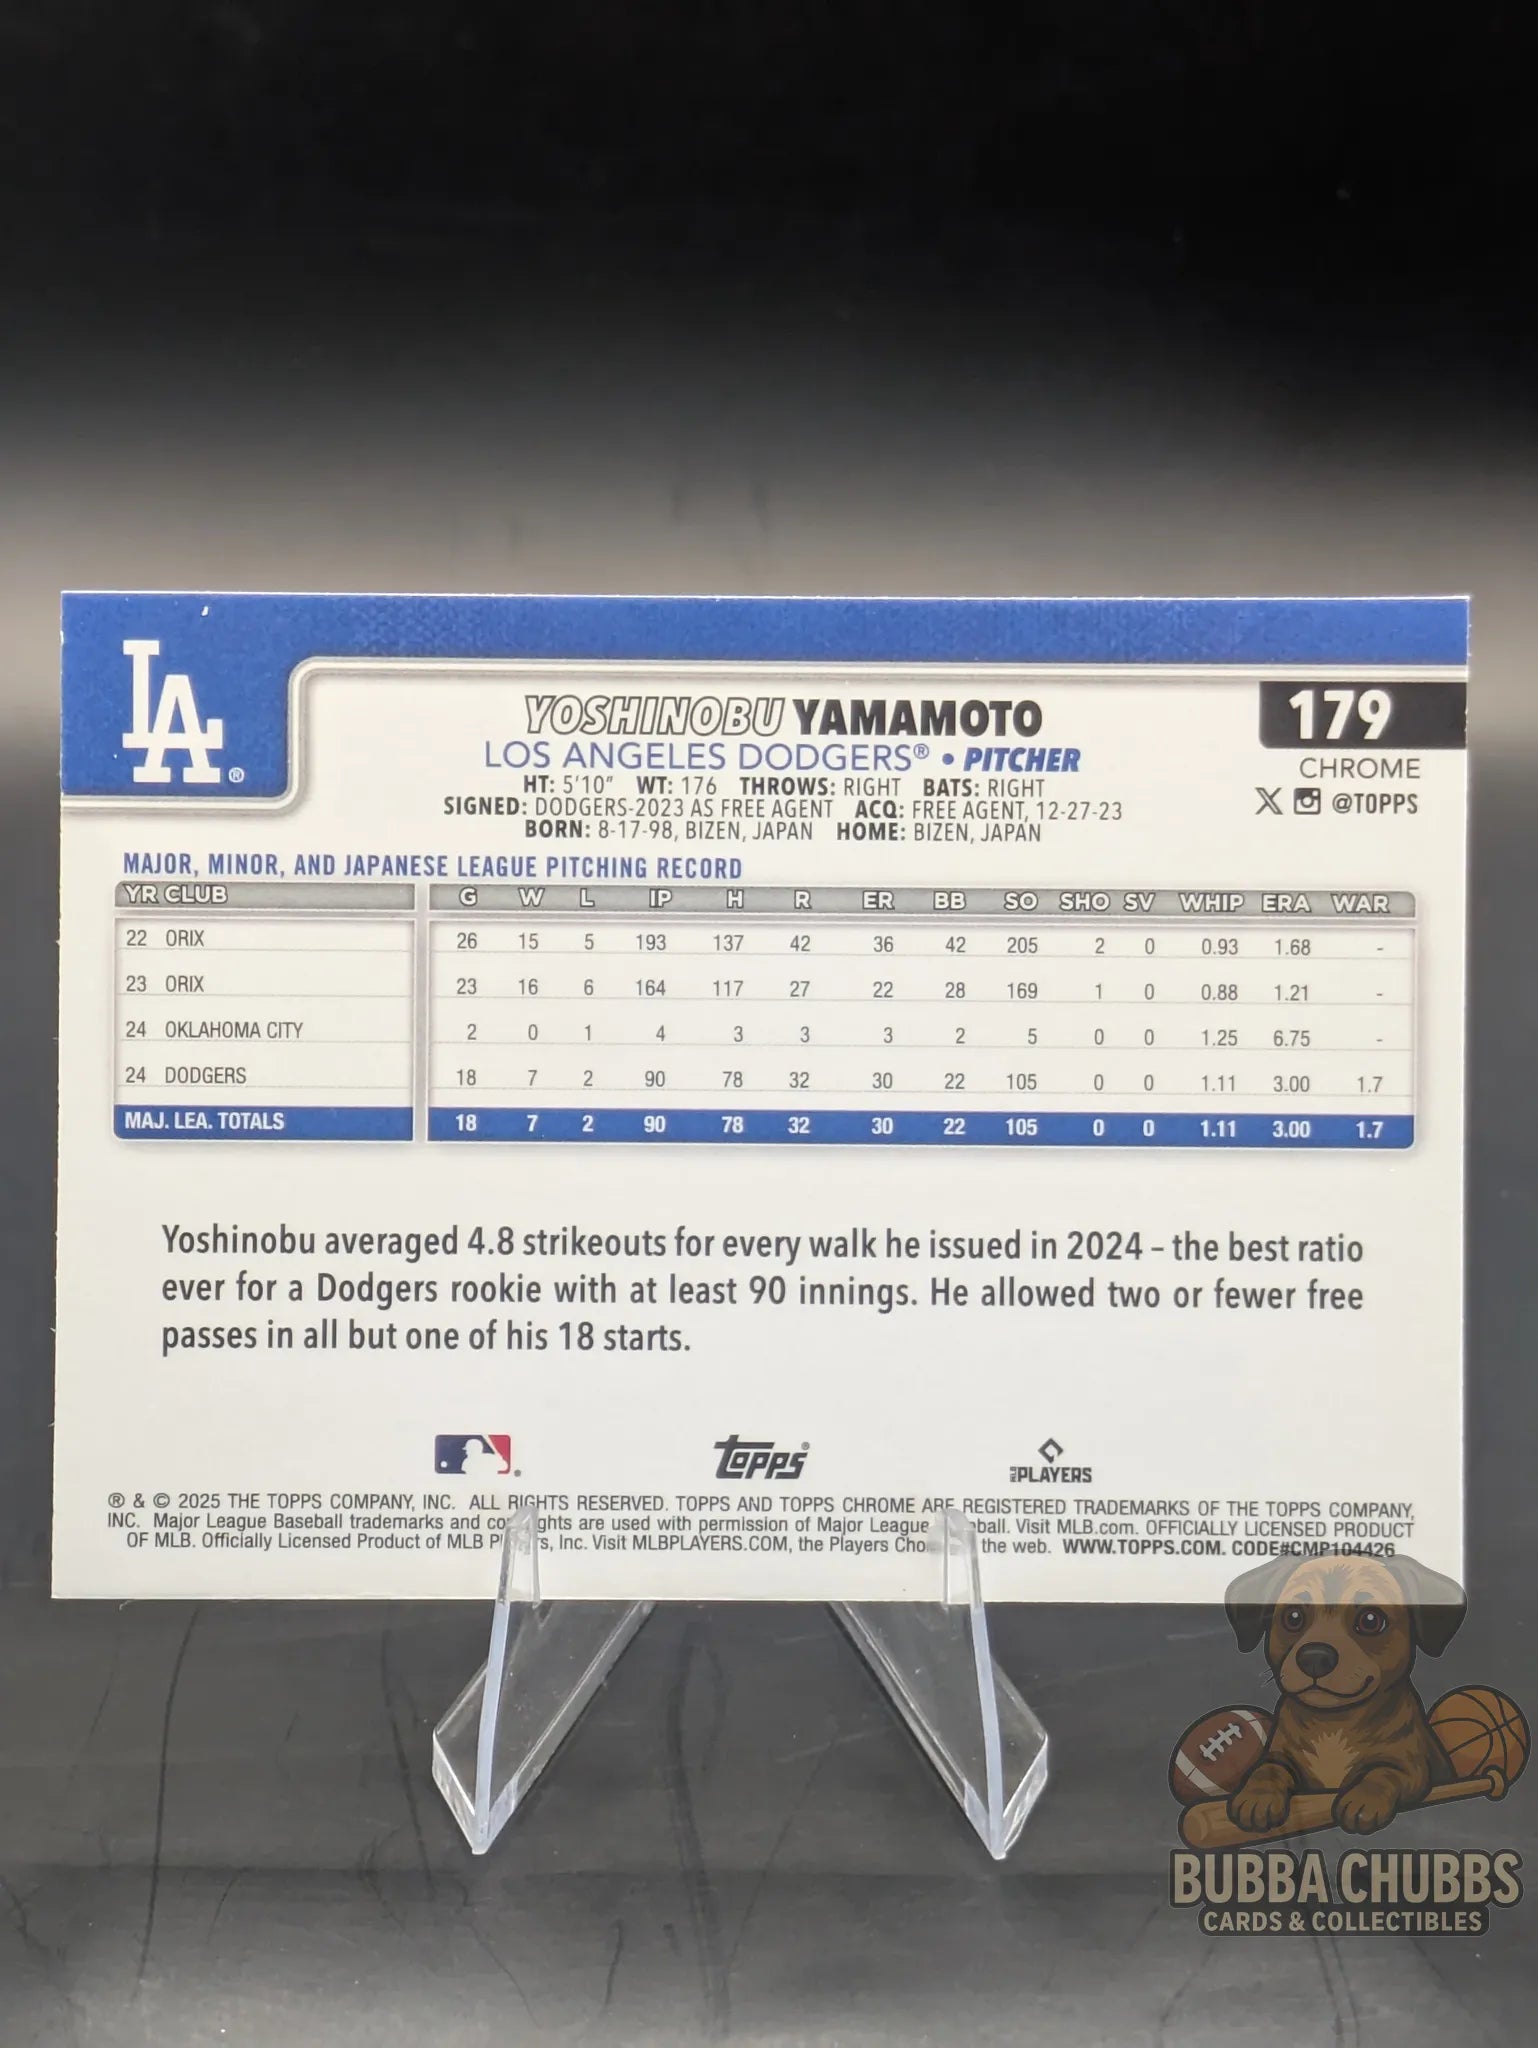 LA®
YOSHINOBU YAMAMOTO
179
LOS ANGELES DODGERS® • PITCHER
CHROME
HT: 5'10" WT: 176 THROWS: RIGHT BATS: RIGHT
@TOPPS
SIGNED: DODGERS-2023 AS FREE AGENT ACQ: FREE AGENT, 12-27-23
BORN: 8-17-98, BIZEN, JAPAN HOME: BIZEN, JAPAN
MAJOR, MINOR, AND JAPANESE LEAGUE PITCHING RECORD
YR CLUB G W L IP H R ER BB SO SHO SV WHIP ERA WAR
22 ORIX 26 15 5 193 137 42 36 42 205 2 0 0.93 1.68 -
23 ORIX 23 16 6 164 117 27 22 28 169 1 0 0.88 1.21 -
24 OKLAHOMA CITY 2 0 1 4 3 3 3 2 5 0 0 1.25 6.75 -
24 DODGERS 18 7 2 90 78 32 30 22 105 0 0 1.11 3.00 1.7
MAJ. LEA. TOTALS 18 7 2 90 78 32 30 22 105 0 0 1.11 3.00 1.7
Yoshinobu averaged 4.8 strikeouts for every walk he issued in 2024 – the best ratio
ever for a Dodgers rookie with at least 90 innings. He allowed two or fewer free
passes in all but one of his 18 starts.
Topps®
MLB PLAYERS
® & © 2025 THE TOPPS COMPANY, INC. ALL RIGHTS RESERVED. TOPPS AND TOPPS CHROME ARE REGISTERED TRADEMARKS OF THE TOPPS COMPANY,
INC. Major League Baseball trademarks and copyrights are used with permission of Major League Baseball. Visit MLB.com. OFFICIALLY LICENSED PRODUCT
OF MLB. Officially Licensed Product of MLB Players, Inc. Visit MLBPLAYERS.COM, the Players Choice on the web. WWW.TOPPS.COM. CODE#CMP104426
BUBBA CHUBBS
CARDS & COLLECTIBLES